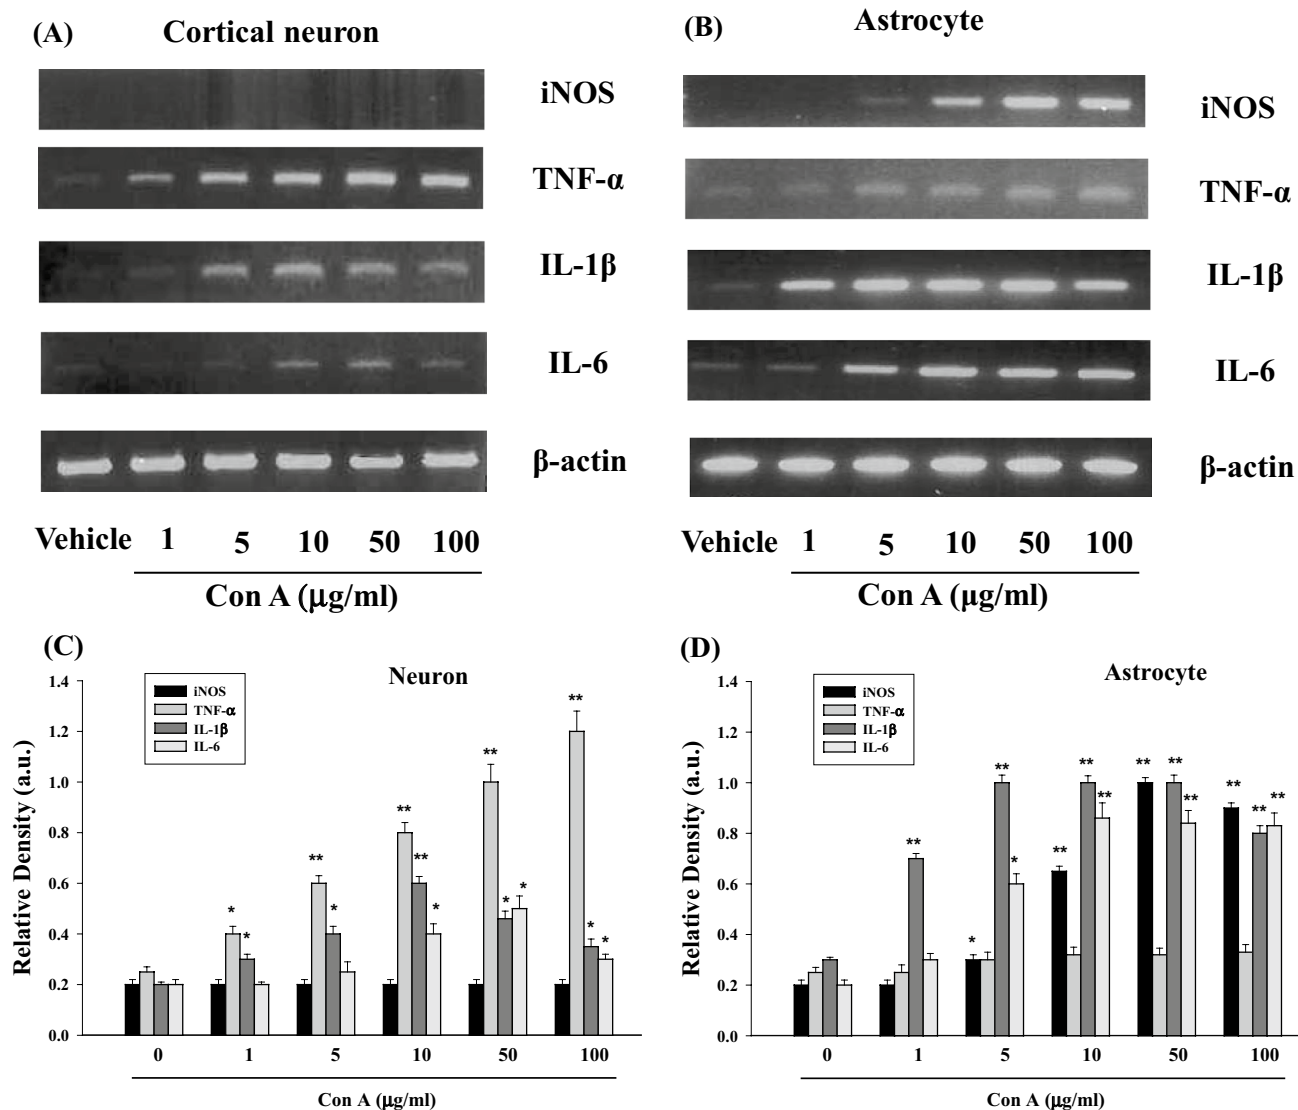 (A) Cortical neuron
iNOS
TNF-α
IL-1β
IL-6
β-actin
Vehicle 1 5 10 50 100
Con A (μg/ml)
(B) Astrocyte
iNOS
TNF-α
IL-1β
IL-6
β-actin
Vehicle 1 5 10 50 100
Con A (μg/ml)
(C)
Neuron
iNOS
TNF-α
IL-1β
IL-6
Relative Density (a.u.)
1.4
1.2
1.0
0.8
0.6
0.4
0.2
0.0
* *
** *
** ** *
** * *
** * *
0 1 5 10 50 100
Con A (μg/ml)
(D)
Astrocyte
iNOS
TNF-α
IL-1β
IL-6
Relative Density (a.u.)
1.4
1.2
1.0
0.8
0.6
0.4
0.2
0.0
**
* ** *
** ** **
** ** **
** ** **
0 1 5 10 50 100
Con A (μg/ml)